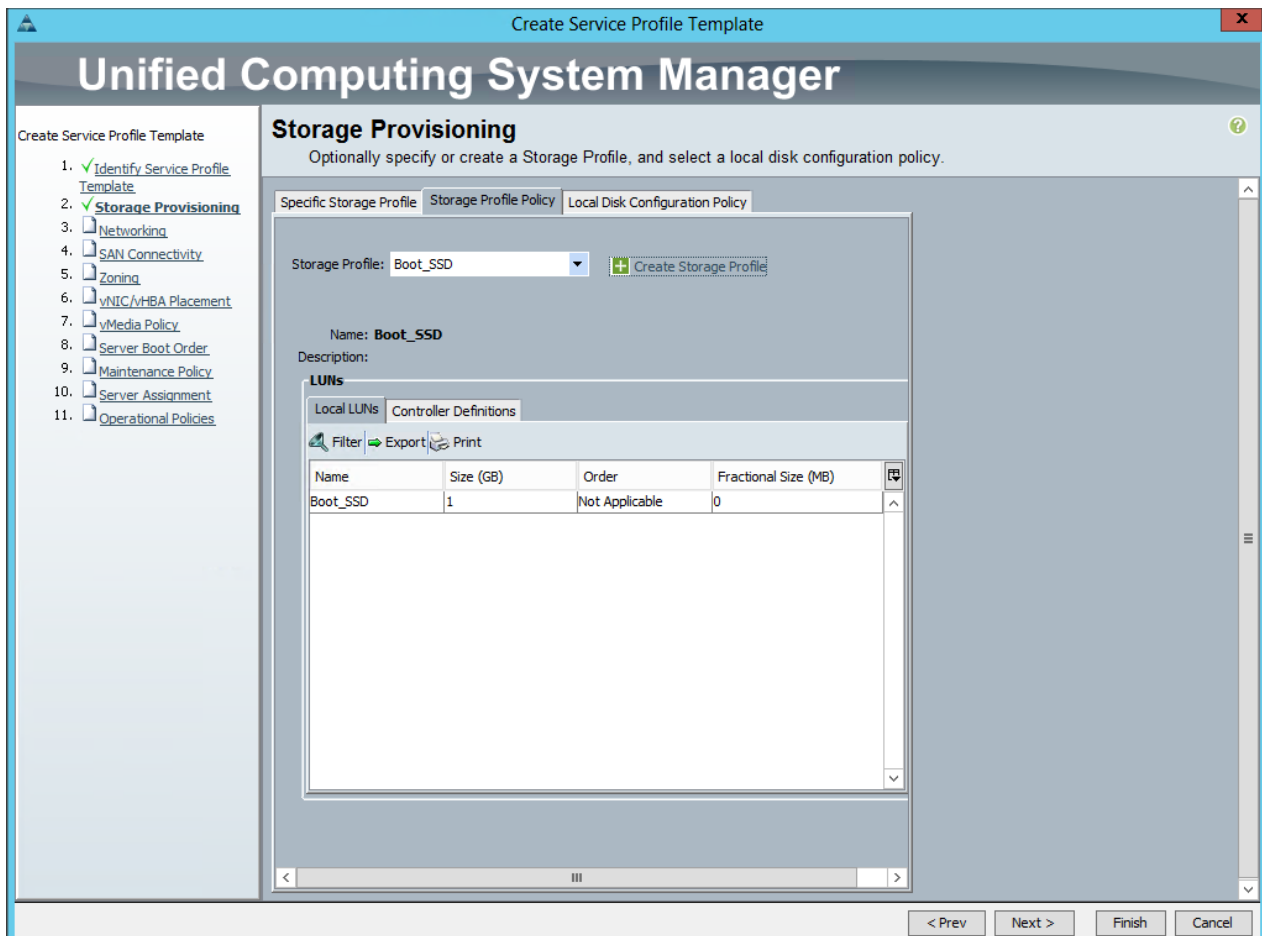 Create Service Profile Template
x
Unified Computing System Manager
Create Service Profile Template
1. Identify Service Profile
Template
2. Storage Provisioning
3. Networking
4. SAN Connectivity
5. Zoning
6. vNIC/vHBA Placement
7. vMedia Policy
8. Server Boot Order
9. Maintenance Policy
10. Server Assignment
11. Operational Policies
Storage Provisioning
?
Optionally specify or create a Storage Profile, and select a local disk configuration policy.
Specific Storage Profile Storage Profile Policy Local Disk Configuration Policy
Storage Profile: Boot_SSD Create Storage Profile
Name: Boot_SSD
Description:
LUNs
Local LUNs Controller Definitions
Filter Export Print
Name Size (GB) Order Fractional Size (MB)
Boot_SSD 1 Not Applicable 0
< Prev Next > Finish Cancel